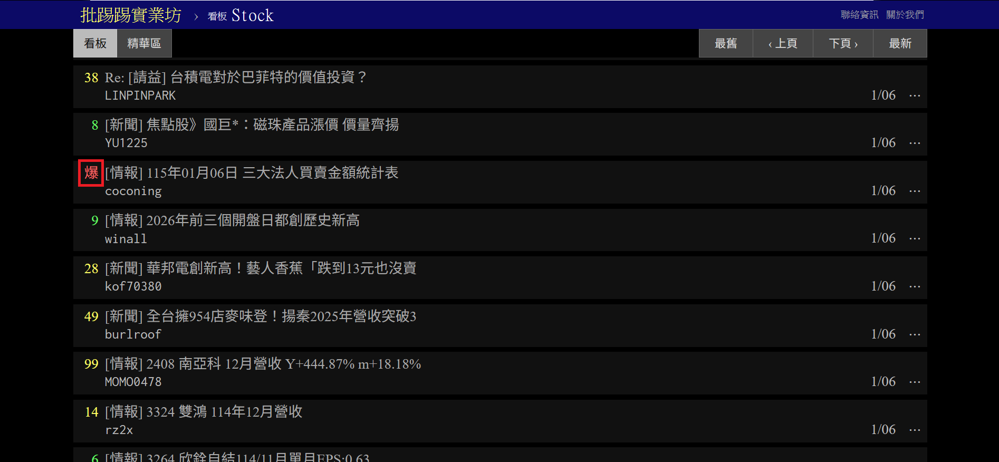 批踢踢實業坊 › 看板 Stock 聯絡資訊 關於我們
看板 精華區 最舊 ‹ 上頁 下頁 › 最新
38 Re: [請益] 台積電對於巴菲特的價值投資？
LINPINPARK 1/06 ⋯
8 [新聞] 焦點股》國巨*：磁珠產品漲價 價量齊揚
YU1225 1/06 ⋯
爆 [情報] 115年01月06日 三大法人買賣金額統計表
coconing 1/06 ⋯
9 [情報] 2026年前三個開盤日都創歷史新高
winall 1/06 ⋯
28 [新聞] 華邦電創新高！藝人香蕉「跌到13元也沒賣
kof70380 1/06 ⋯
49 [新聞] 全台擁954店麥味登！揚秦2025年營收突破3
burlroof 1/06 ⋯
99 [情報] 2408 南亞科 12月營收 Y+444.87% m+18.18%
MOMO0478 1/06 ⋯
14 [情報] 3324 雙鴻 114年12月營收
rz2x 1/06 ⋯
6 [情報] 3264 欣銓自結114/11月單月EPS:0.63